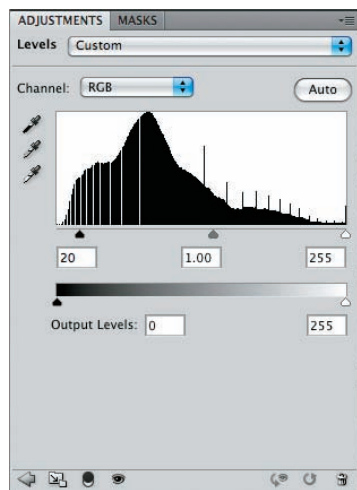 ADJUSTMENTS MASKS
Levels Custom
Channel: RGB Auto
20 1.00 255
Output Levels: 0 255